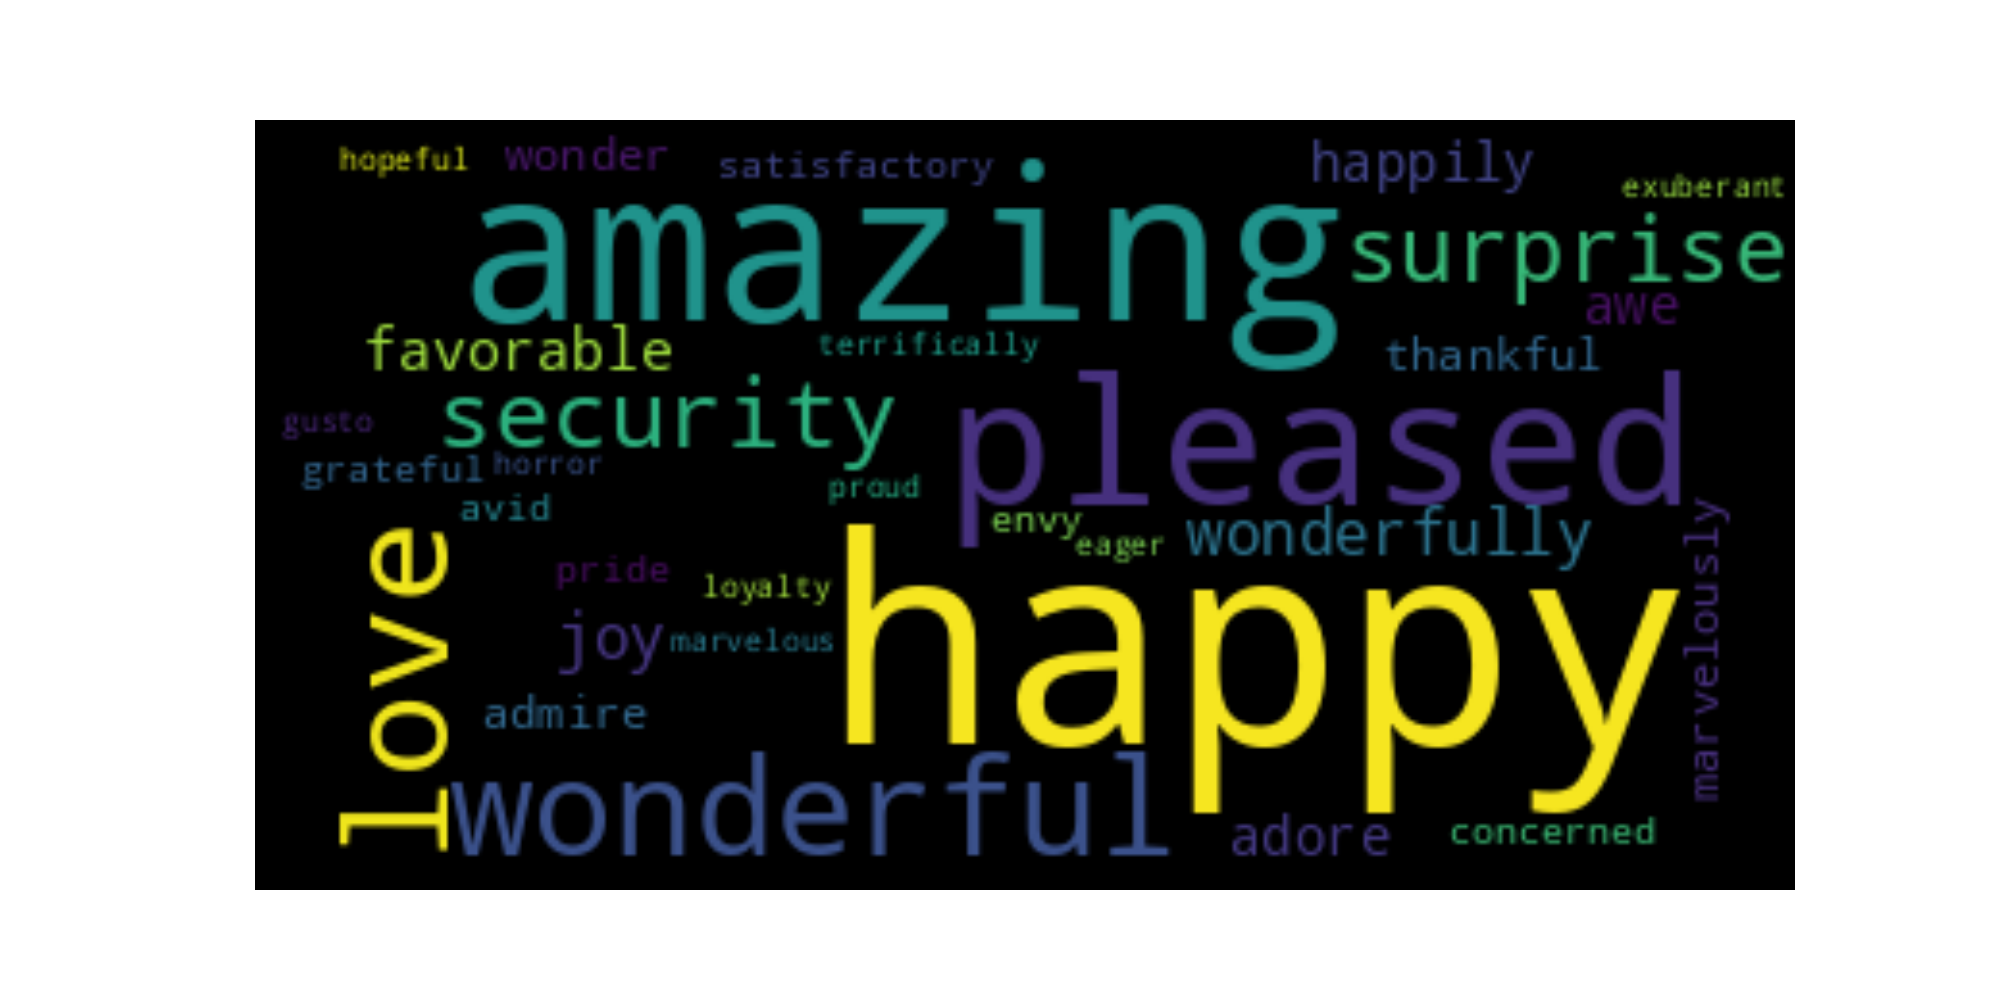 hopeful
wonder
satisfactory
happily
exuberant
amazing
surprise
awe
favorable
terrifically
thankful
security
pleased
gusto
grateful
horror
proud
avid
envy
eager
wonderfully
marvelously
love
pride
loyalty
happy
joy
marvelous
admire
wonderful
adore
concerned